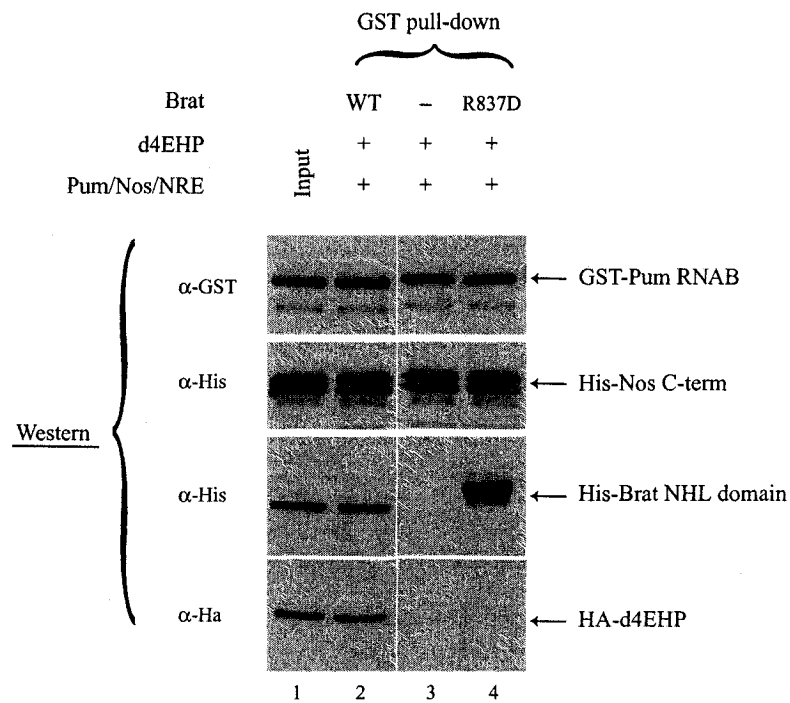 GST pull-down
Brat WT – R837D
d4EHP + + +
Pum/Nos/NRE Input + + +
Western
α-GST ← GST-Pum RNAB
α-His ← His-Nos C-term
α-His ← His-Brat NHL domain
α-Ha ← HA-d4EHP
1 2 3 4